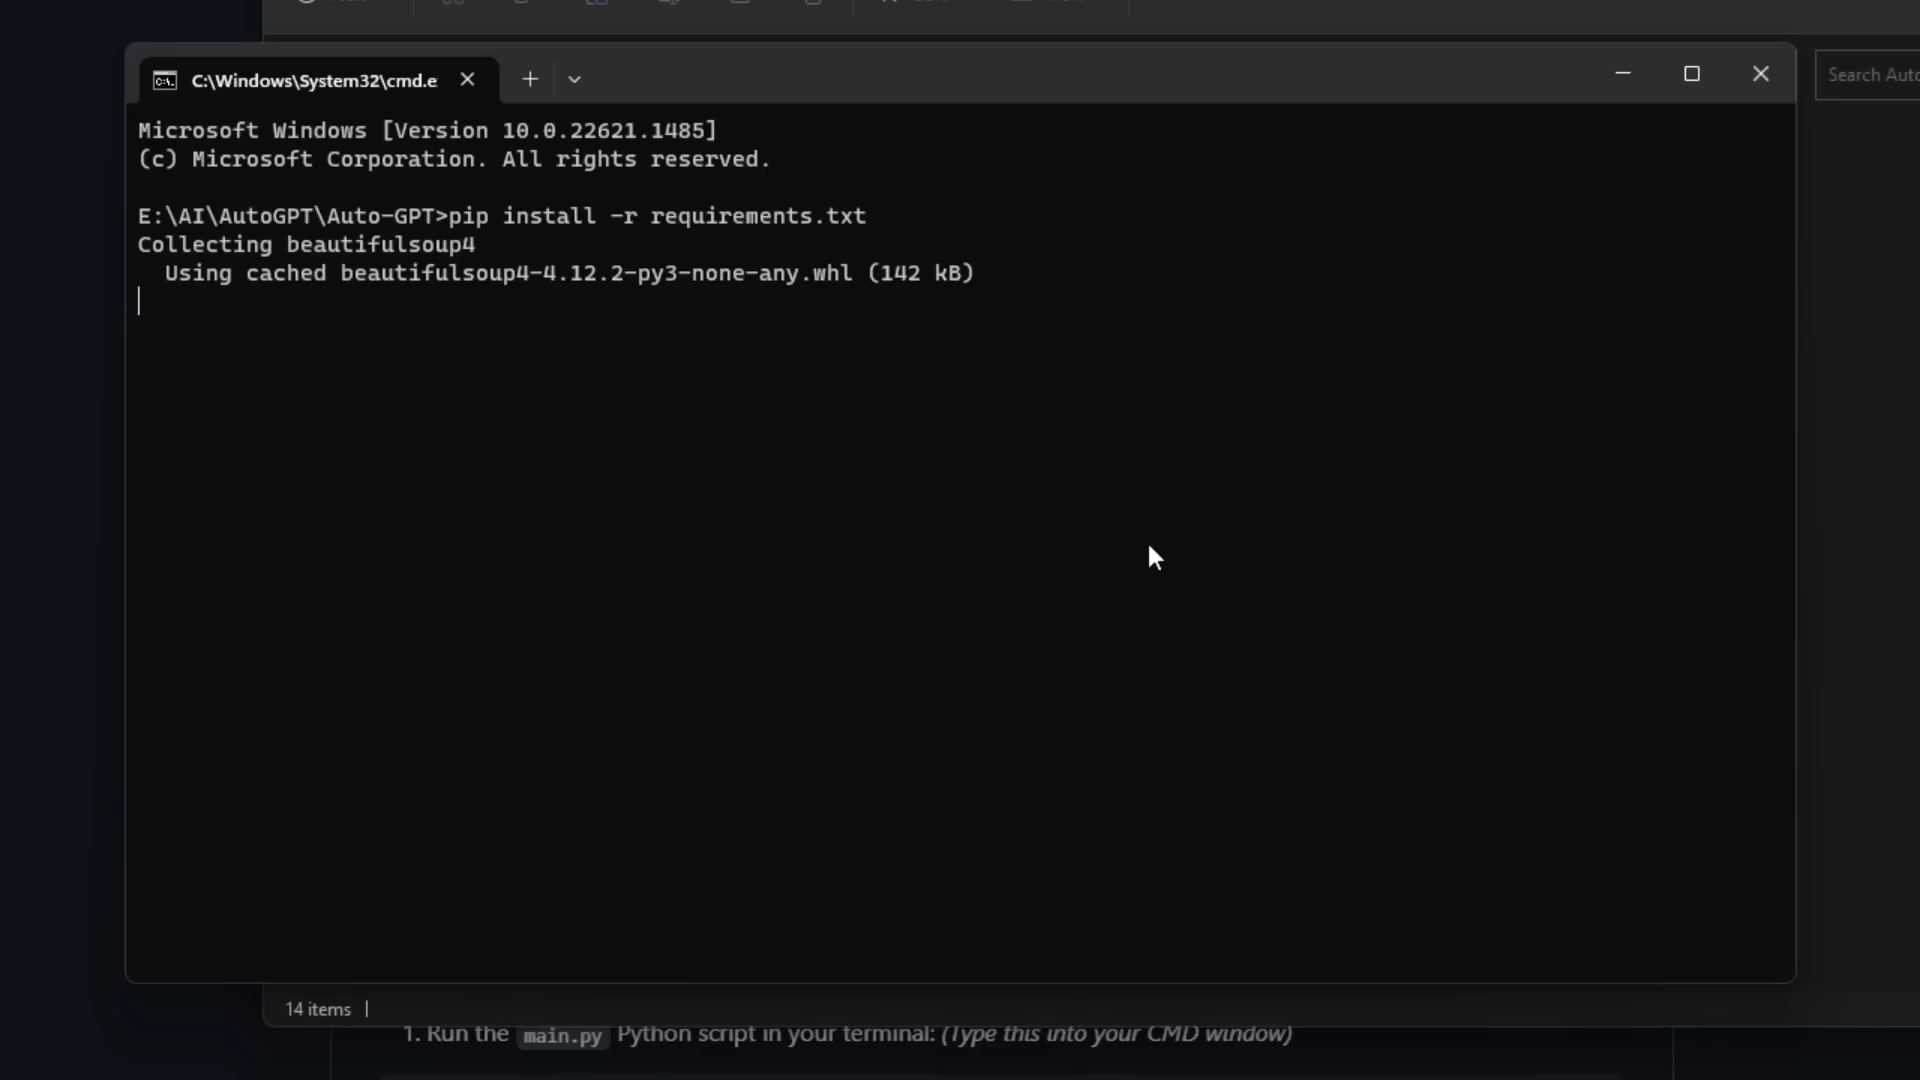 C:\Windows\System32\cmd.e
Search Auto
Microsoft Windows [Version 10.0.22621.1485]
(c) Microsoft Corporation. All rights reserved.
E:\AI\AutoGPT\Auto-GPT>pip install -r requirements.txt
Collecting beautifulsoup4
Using cached beautifulsoup4-4.12.2-py3-none-any.whl (142 kB)
14 items
1. Run the main.py Python script in your terminal: (Type this into your CMD window)